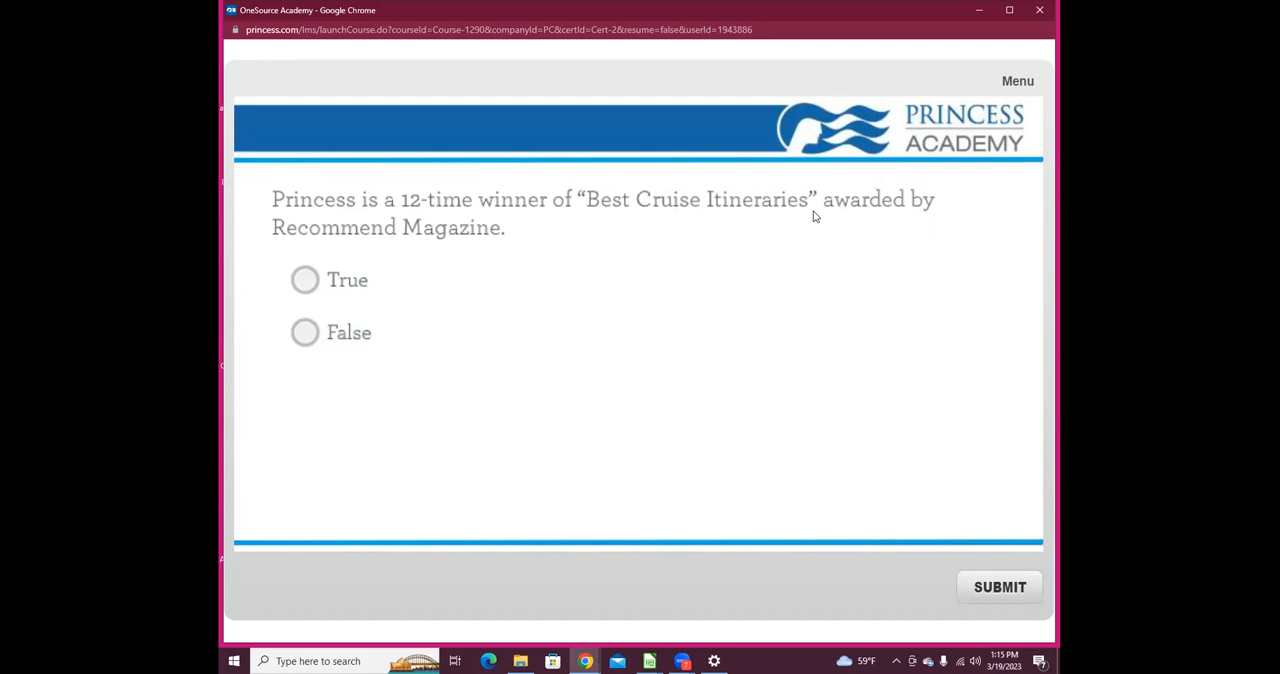 OneSource Academy - Google Chrome
princess.com/lms/launchCourse.do?courseId=Course-1290&companyId=PC&certId=Cert-2&resume=false&userId=1943886
Menu
PRINCESS
ACADEMY
Princess is a 12-time winner of “Best Cruise Itineraries” awarded by
Recommend Magazine.
True
False
SUBMIT
Type here to search
59°F
1:15 PM
3/19/2023